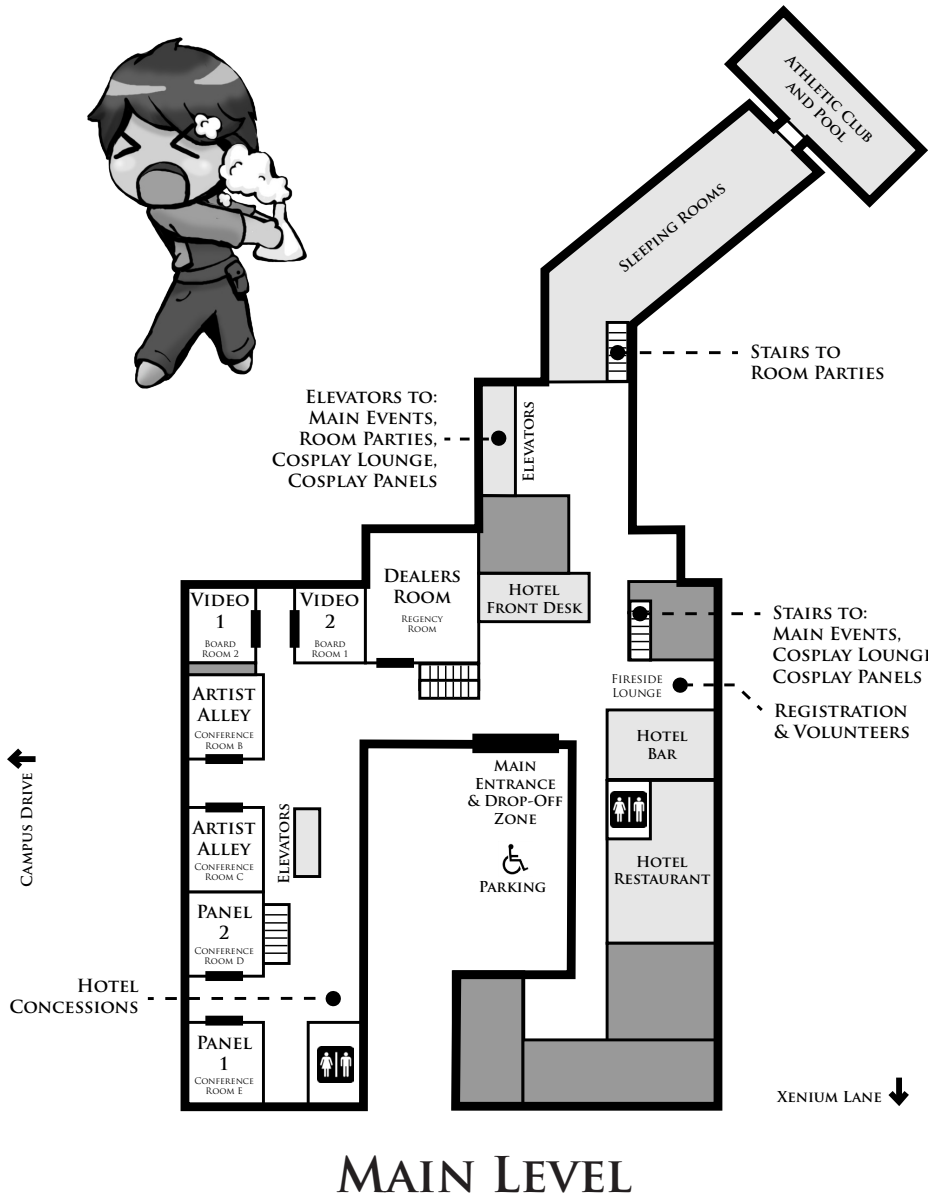 Athletic Club
and Pool
Sleeping Rooms
Stairs to
Room Parties
Elevators to:
Main Events,
Room Parties,
Cosplay Lounge,
Cosplay Panels
Elevators
Dealers
Room
Regency
Room
Hotel
Front Desk
Video
1
Board
Room 2
Video
2
Board
Room 1
Stairs to:
Main Events,
Cosplay Lounge
Cosplay Panels
Fireside
Lounge
Registration
& Volunteers
Artist
Alley
Conference
Room B
Hotel
Bar
Main
Entrance
& Drop-Off
Zone
Parking
Campus Drive
Artist
Alley
Conference
Room C
Elevators
Hotel
Restaurant
Panel
2
Conference
Room D
Hotel
Concessions
Panel
1
Conference
Room E
Xenium Lane
Main Level